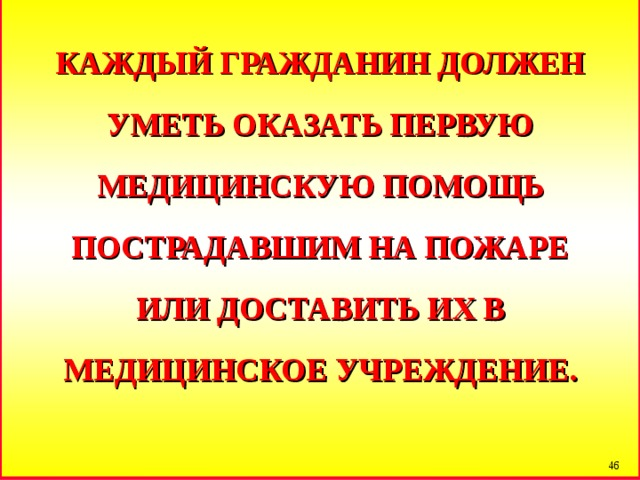 КАЖДЫЙ ГРАЖДАНИН ДОЛЖЕН
УМЕТЬ ОКАЗАТЬ ПЕРВУЮ
МЕДИЦИНСКУЮ ПОМОЩЬ
ПОСТРАДАВШИМ НА ПОЖАРЕ
ИЛИ ДОСТАВИТЬ ИХ В
МЕДИЦИНСКОЕ УЧРЕЖДЕНИЕ.
46